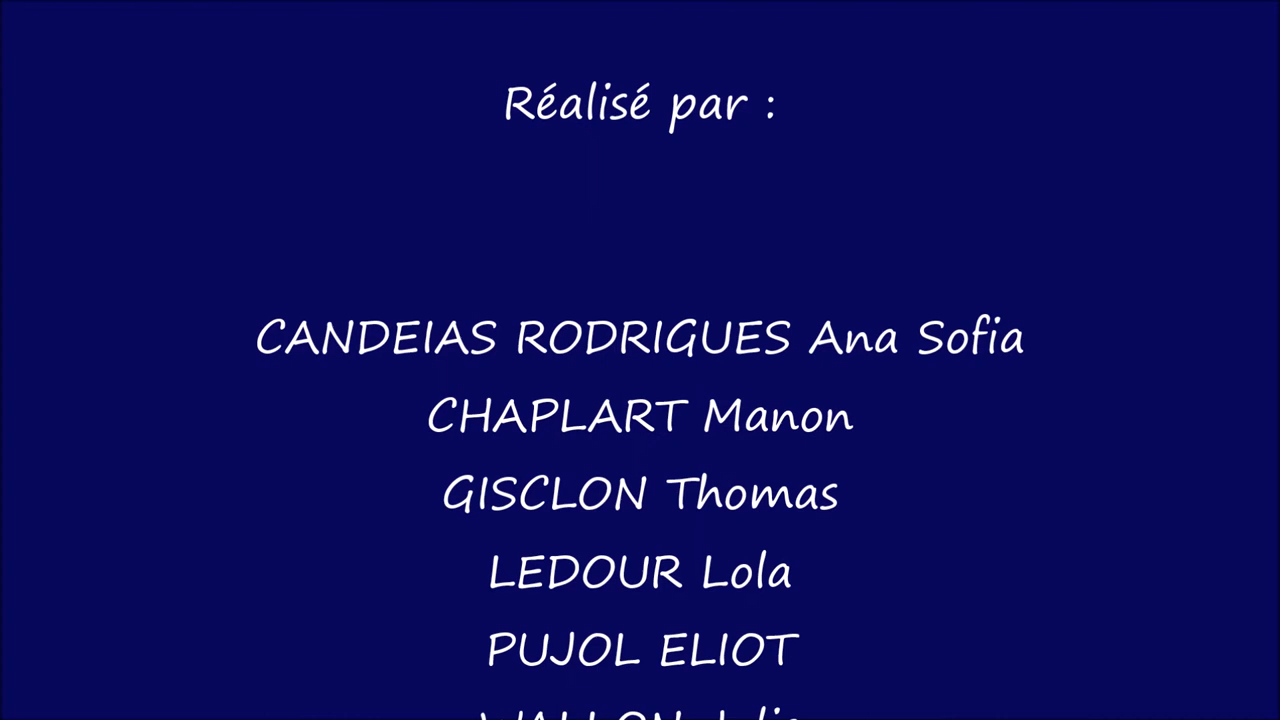 Réalisé par :
CANDEIAS RODRIGUES Ana Sofia
CHAPLART Manon
GISCLON Thomas
LEDOUR Lola
PUJOL ELIOT